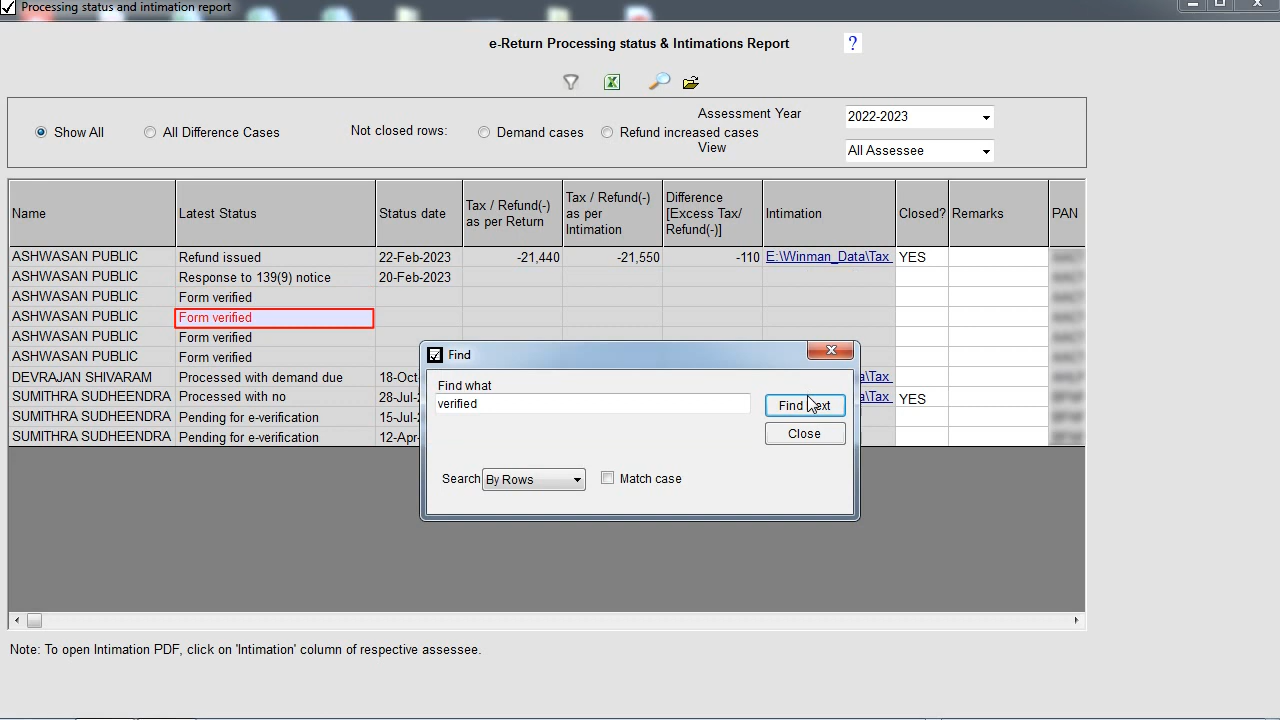 Processing status and intimation report
e-Return Processing status & Intimations Report
?
Show All
All Difference Cases
Not closed rows:
Demand cases
Refund increased cases
Assessment Year
2022-2023
View
All Assessee
Name Latest Status Status date Tax / Refund(-) as per Return Tax / Refund(-) as per Intimation Difference [Excess Tax/ Refund(-)] Intimation Closed? Remarks PAN
ASHWASAN PUBLIC Refund issued 22-Feb-2023 -21,440 -21,550 -110 E:\Winman_Data\Tax YES
ASHWASAN PUBLIC Response to 139(9) notice 20-Feb-2023
ASHWASAN PUBLIC Form verified
ASHWASAN PUBLIC Form verified
ASHWASAN PUBLIC Form verified
ASHWASAN PUBLIC Form verified
DEVRAJAN SHIVARAM Processed with demand due 18-Oct a\Tax
SUMITHRA SUDHEENDRA Processed with no 28-Jul- a\Tax YES
SUMITHRA SUDHEENDRA Pending for e-verification 15-Jul-
SUMITHRA SUDHEENDRA Pending for e-verification 12-Apr-
Find
Find what
verified
Find
Close
Search By Rows
Match case
Note: To open Intimation PDF, click on 'Intimation' column of respective assessee.